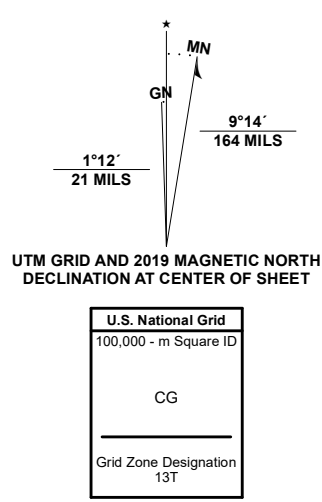 ★
MN
GN
9°14´
164 MILS
1°12´
21 MILS
UTM GRID AND 2019 MAGNETIC NORTH
DECLINATION AT CENTER OF SHEET
U.S. National Grid
100,000 - m Square ID
CG
Grid Zone Designation
13T